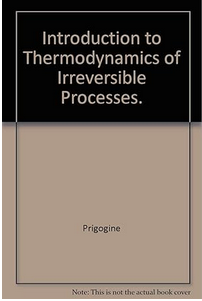 Introduction to
Thermodynamics of
Irreversible
Processes.
Prigogine
Note: This is not the actual book cover